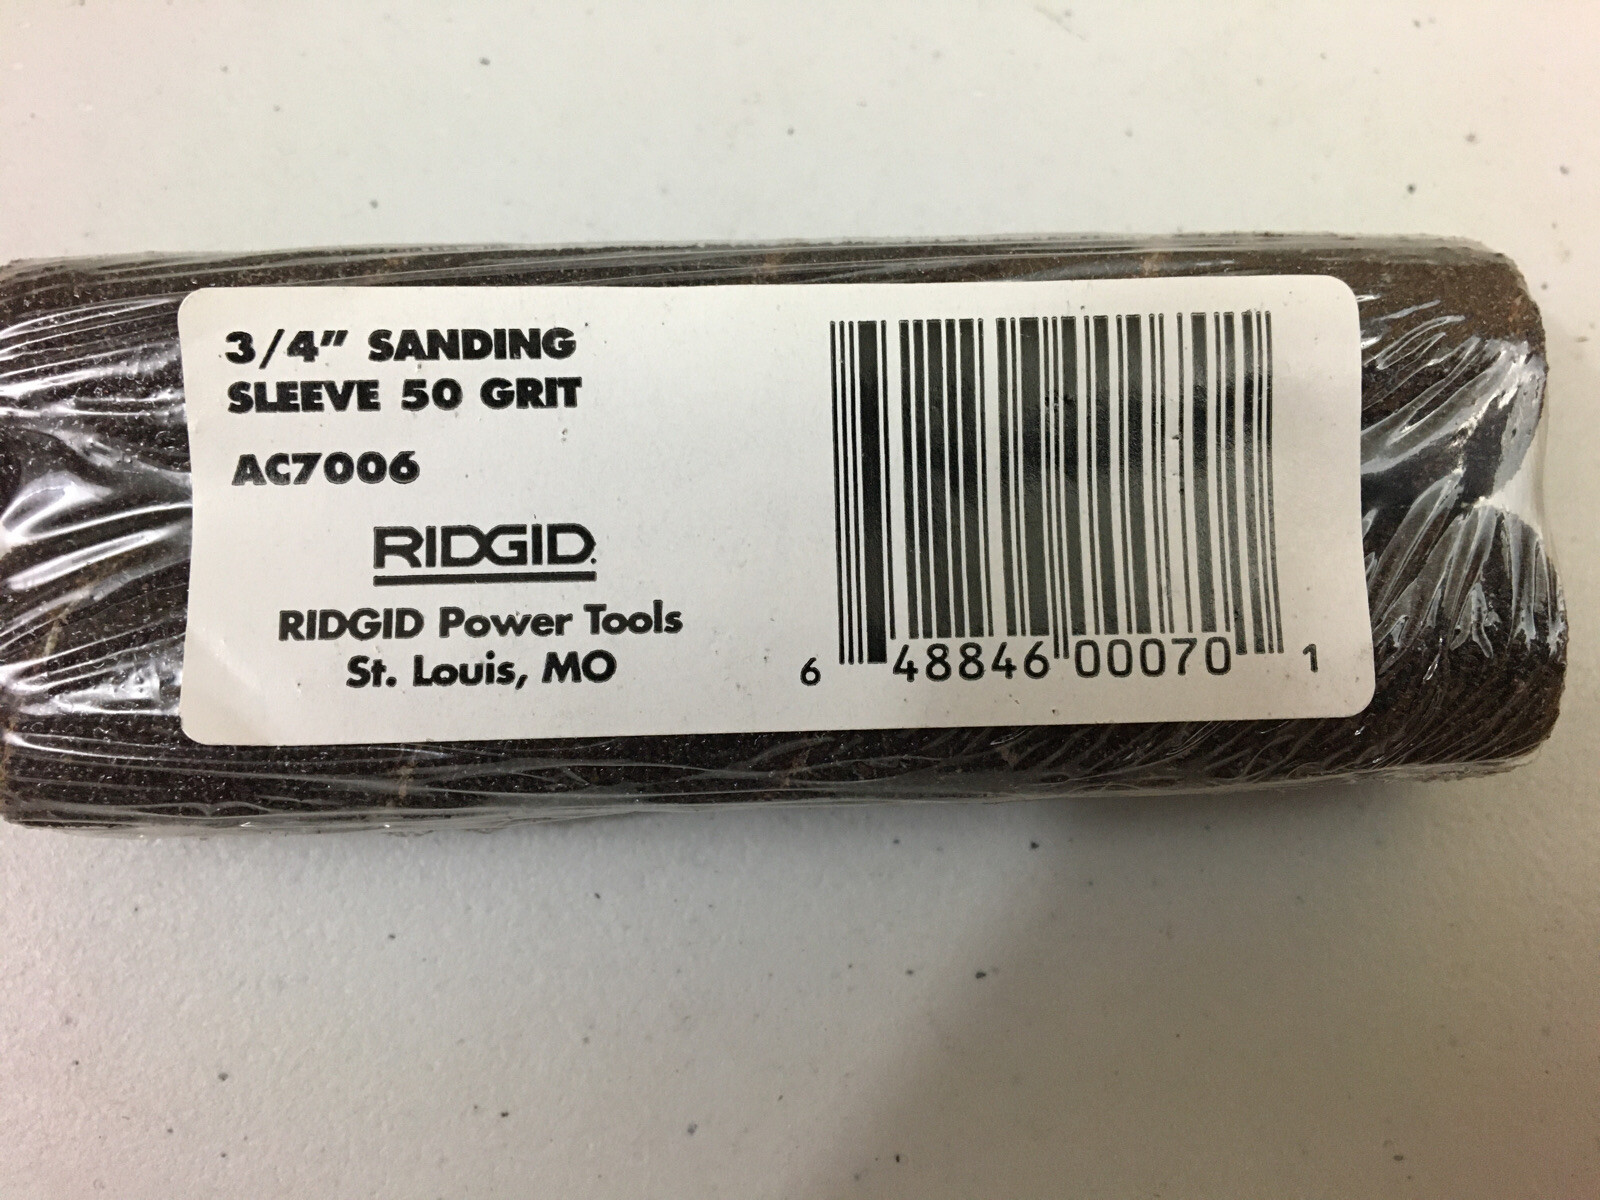 3/4" SANDING
SLEEVE 50 GRIT
AC7006
RIDGID.
RIDGID Power Tools
St. Louis, MO
6 48846 00070 1